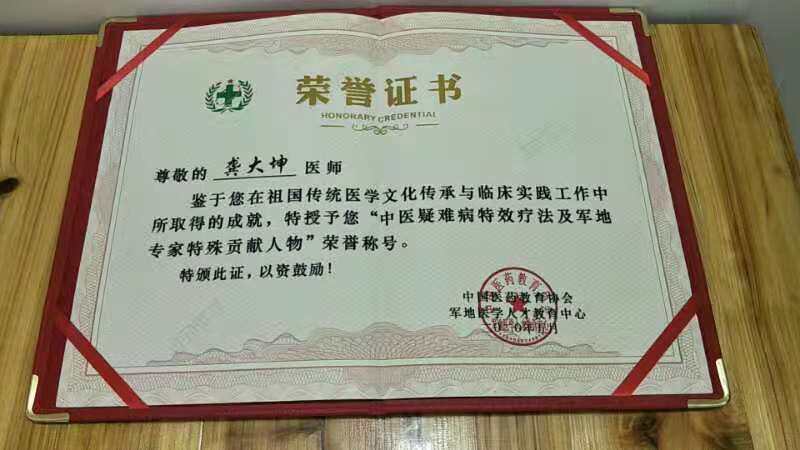 荣誉证书
HONORARY CREDENTIAL
尊敬的 龚大坤 医师
鉴于您在祖国传统医学文化传承与临床实践工作中
所取得的成就，特授予您“中医疑难病特效疗法及军地
专家特殊贡献人物”荣誉称号。
特颁此证，以资鼓励！
中国医药教育协会
军地医学人才教育中心